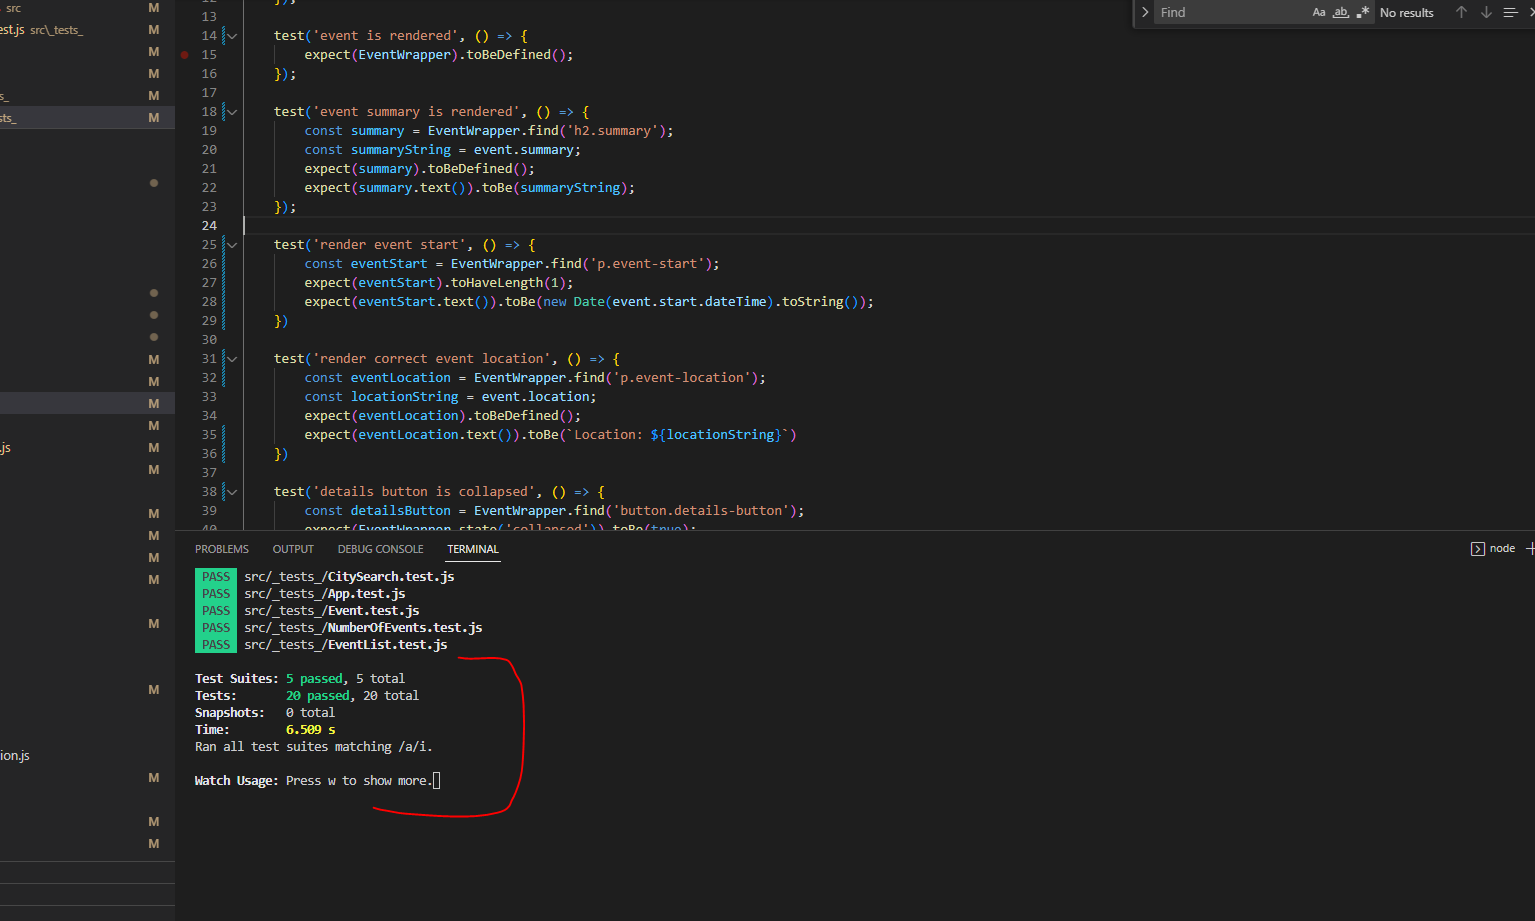 src M
est.js src\_tests_ M
M
M
s_ M
sts_ M
M
M
M
M
.js M
M
M
M
M
M
M
M
ion.js
M
M
M
Find Aa ab, .* No results
12 });
13
14 test('event is rendered', () => {
15 expect(EventWrapper).toBeDefined();
16 });
17
18 test('event summary is rendered', () => {
19 const summary = EventWrapper.find('h2.summary');
20 const summaryString = event.summary;
21 expect(summary).toBeDefined();
22 expect(summary.text()).toBe(summaryString);
23 });
24
25 test('render event start', () => {
26 const eventStart = EventWrapper.find('p.event-start');
27 expect(eventStart).toHaveLength(1);
28 expect(eventStart.text()).toBe(new Date(event.start.dateTime).toString());
29 })
30
31 test('render correct event location', () => {
32 const eventLocation = EventWrapper.find('p.event-location');
33 const locationString = event.location;
34 expect(eventLocation).toBeDefined();
35 expect(eventLocation.text()).toBe(`Location: ${locationString}`)
36 })
37
38 test('details button is collapsed', () => {
39 const detailsButton = EventWrapper.find('button.details-button');
40 expect(EventWrapper.state('collapsed')).toBe(true);
PROBLEMS OUTPUT DEBUG CONSOLE TERMINAL node
PASS src/_tests_/CitySearch.test.js
PASS src/_tests_/App.test.js
PASS src/_tests_/Event.test.js
PASS src/_tests_/NumberOfEvents.test.js
PASS src/_tests_/EventList.test.js
Test Suites: 5 passed, 5 total
Tests: 20 passed, 20 total
Snapshots: 0 total
Time: 6.509 s
Ran all test suites matching /a/i.
Watch Usage: Press w to show more.